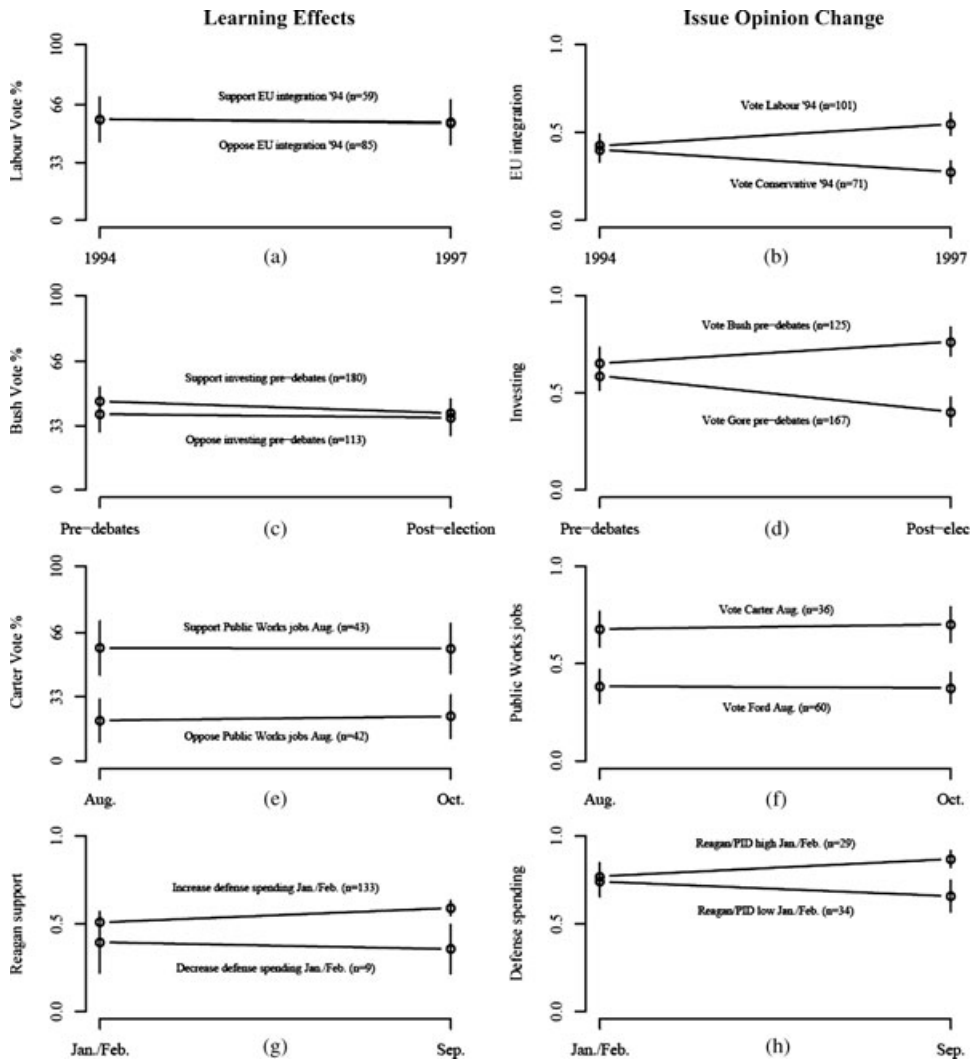 Learning Effects
Issue Opinion Change
Labour Vote %
100
66
33
0
Support EU integration '94 (n=59)
Oppose EU integration '94 (n=85)
1994
(a)
1997
EU integration
1.0
0.5
0.0
Vote Labour '94 (n=101)
Vote Conservative '94 (n=71)
1994
(b)
1997
Bush Vote %
100
66
33
0
Support investing pre-debates (n=180)
Oppose investing pre-debates (n=113)
Pre-debates
(c)
Post-election
Investing
1.0
0.5
0.0
Vote Bush pre-debates (n=125)
Vote Gore pre-debates (n=167)
Pre-debates
(d)
Post-elec
Carter Vote %
100
66
33
0
Support Public Works jobs Aug. (n=43)
Oppose Public Works jobs Aug. (n=42)
Aug.
(e)
Oct.
Public Works jobs
1.0
0.5
0.0
Vote Carter Aug. (n=36)
Vote Ford Aug. (n=60)
Aug.
(f)
Oct.
Reagan support
1.0
0.5
0.0
Increase defense spending Jan./Feb. (n=133)
Decrease defense spending Jan./Feb. (n=9)
Jan./Feb.
(g)
Sep.
Defense spending
1.0
0.5
0.0
Reagan/PID high Jan./Feb. (n=29)
Reagan/PID low Jan./Feb. (n=34)
Jan./Feb.
(h)
Sep.